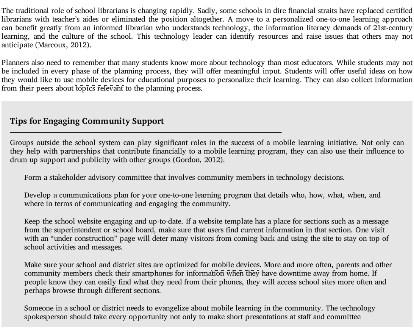 The traditional role of school librarians is changing rapidly. Sadly, some schools in dire financial straits have replaced certified
librarians with teacher's aides or eliminated the position altogether. A move to a personalized one-to-one learning approach
can benefit greatly from an informed librarian who understands technology, the information literacy demands of 21st-century
learning, and the culture of the school. This technology leader can identify resources and raise issues that others may not
anticipate (Marcoux, 2012).
Planners also need to remember that many students know more about technology than most educators. While students may not
be included in every phase of the planning process, they will offer meaningful input. Students will offer useful ideas on how
they would like to use mobile devices for educational purposes to personalize their learning. They can also collect information
from their peers about topics relevant to the planning process.
Tips for Engaging Community Support
Groups outside the school system can play significant roles in the success of a mobile learning initiative. Not only can
they help with partnerships that contribute financially to a mobile learning program, they can also use their influence to
drum up support and publicity with other groups (Gordon, 2012).
Form a stakeholder advisory committee that involves community members in technology decisions.
Develop a communications plan for your one-to-one learning program that details who, how, what, when, and
where in terms of communicating and engaging the community.
Keep the school website engaging and up-to-date. If a website template has a place for sections such as a message
from the superintendent or school board, make sure that users find current information in that section. One visit
with an "under construction" page will deter many visitors from coming back and using the site to stay on top of
school activities and messages.
Make sure your school and district sites are optimized for mobile devices. More and more often, parents and other
community members check their smartphones for information when they have downtime away from home. If
people know they can easily find what they need from their phones, they will access school sites more often and
perhaps browse through different sections.
Someone in a school or district needs to evangelize about mobile learning in the community. The technology
spokesperson should take every opportunity not only to make short presentations at staff and committee